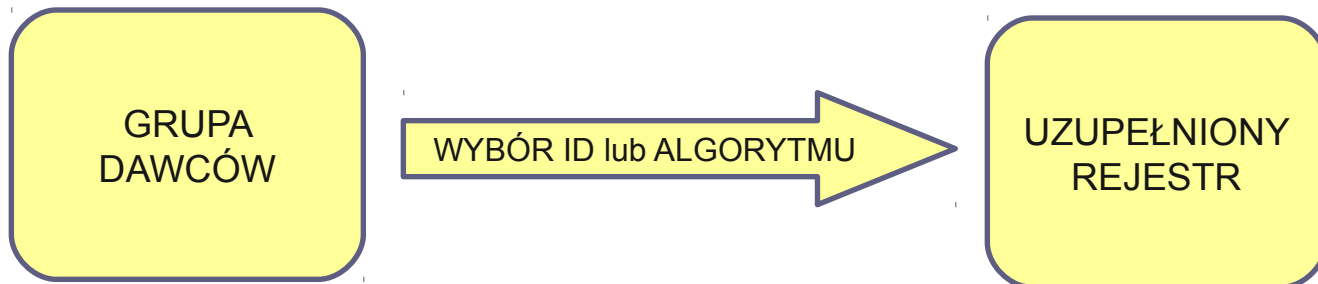 GRUPA
DAWCÓW
WYBÓR ID lub ALGORYTMU
UZUPEŁNIONY
REJESTR